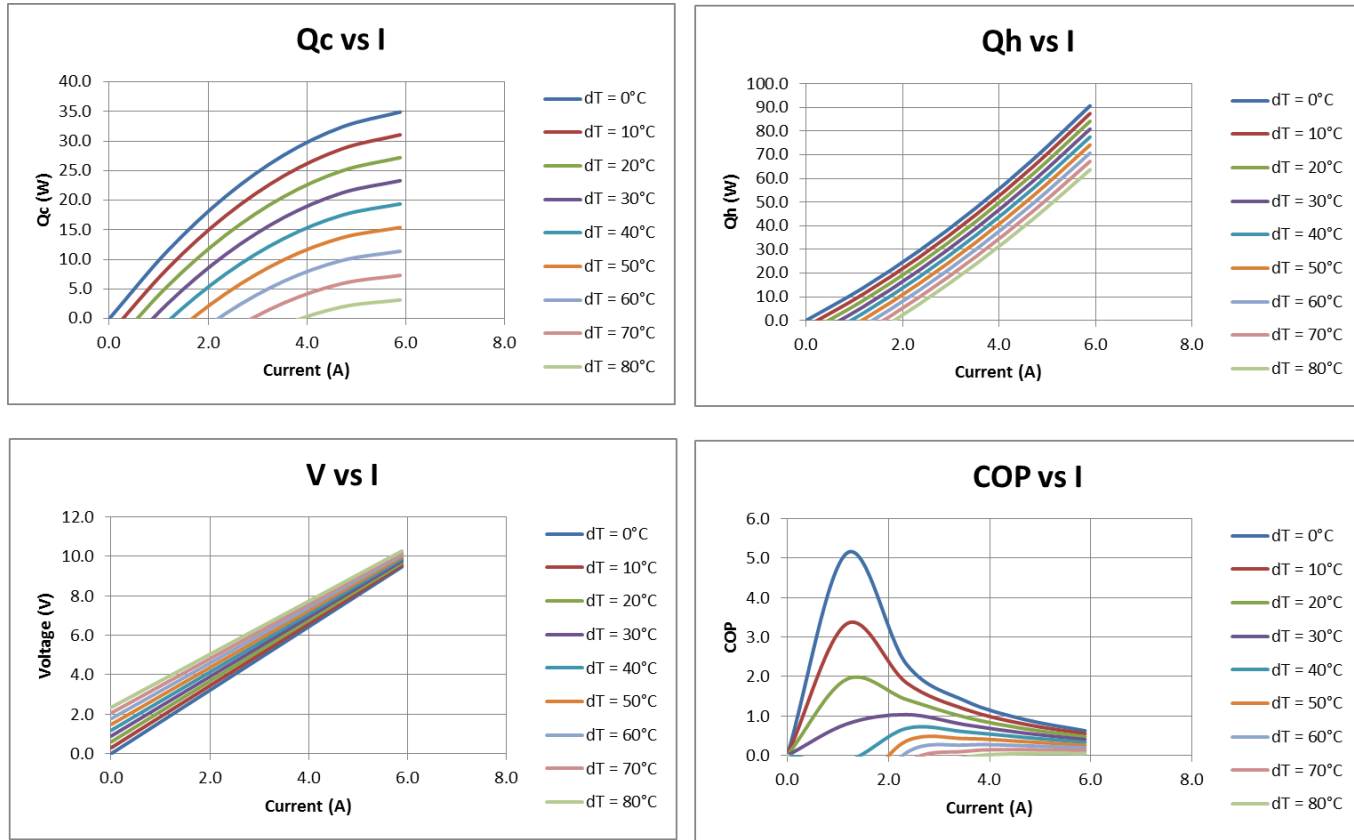 Qc vs I
40.0
35.0
30.0
25.0
20.0
15.0
10.0
5.0
0.0
Qc (W)
0.0 2.0 4.0 6.0 8.0
Current (A)
dT = 0°C
dT = 10°C
dT = 20°C
dT = 30°C
dT = 40°C
dT = 50°C
dT = 60°C
dT = 70°C
dT = 80°C
Qh vs I
100.0
90.0
80.0
70.0
60.0
50.0
40.0
30.0
20.0
10.0
0.0
Qh (W)
0.0 2.0 4.0 6.0 8.0
Current (A)
dT = 0°C
dT = 10°C
dT = 20°C
dT = 30°C
dT = 40°C
dT = 50°C
dT = 60°C
dT = 70°C
dT = 80°C
V vs I
12.0
10.0
8.0
6.0
4.0
2.0
0.0
Voltage (V)
0.0 2.0 4.0 6.0 8.0
Current (A)
dT = 0°C
dT = 10°C
dT = 20°C
dT = 30°C
dT = 40°C
dT = 50°C
dT = 60°C
dT = 70°C
dT = 80°C
COP vs I
6.0
5.0
4.0
3.0
2.0
1.0
0.0
COP
0.0 2.0 4.0 6.0 8.0
Current (A)
dT = 0°C
dT = 10°C
dT = 20°C
dT = 30°C
dT = 40°C
dT = 50°C
dT = 60°C
dT = 70°C
dT = 80°C